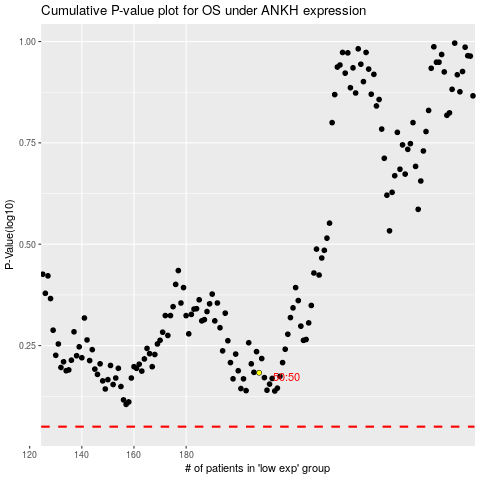 Cumulative P-value plot for OS under ANKH expression
P-Value(log10)
1.00
0.75
0.50
0.25
50:50
120 140 160 180
# of patients in 'low exp' group